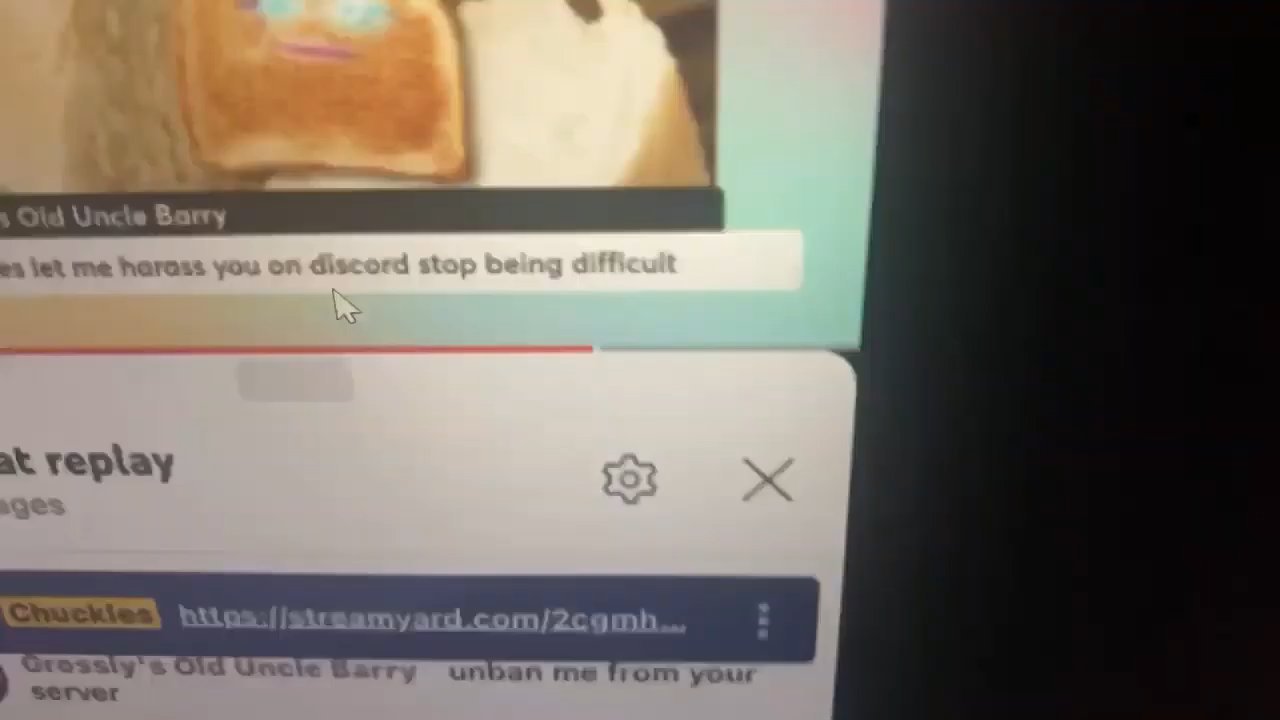 s Old Uncle Barry
es let me harass you on discord stop being difficult
at replay
ages
Chuckles https://streamyard.com/2cgmh...
Grossly's Old Uncle Barry unban me from your
server